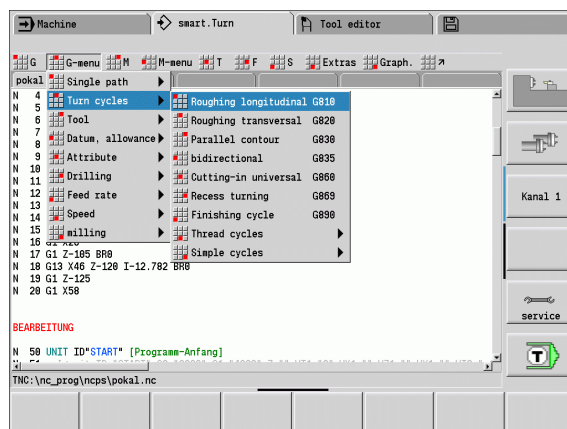 Machine
smart.Turn
Tool editor
G
G-menu
M
M-menu
T
F
S
Extras
Graph.
pokal
Single path
Turn cycles
Tool
Datum, allowance
Attribute
Drilling
Feed rate
Speed
milling
Roughing longitudinal G810
Roughing transversal G820
Parallel contour G830
bidirectional G835
Cutting-in universal G860
Recess turning G869
Finishing cycle G890
Thread cycles
Simple cycles
N 4
N 5
N 6
N 7
N 8
N 9
N 10
N 11
N 12
N 13
N 14
N 15
N 16 G1 X28
N 17 G1 Z-105 BR0
N 18 G13 X46 Z-120 I-12.782 BR0
N 19 G1 Z-125
N 20 G1 X58
BEARBEITUNG
N 50 UNIT ID"START" [Programm-Anfang]
TNC:\nc_prog\ncps\pokal.nc
Kanal 1
service
T